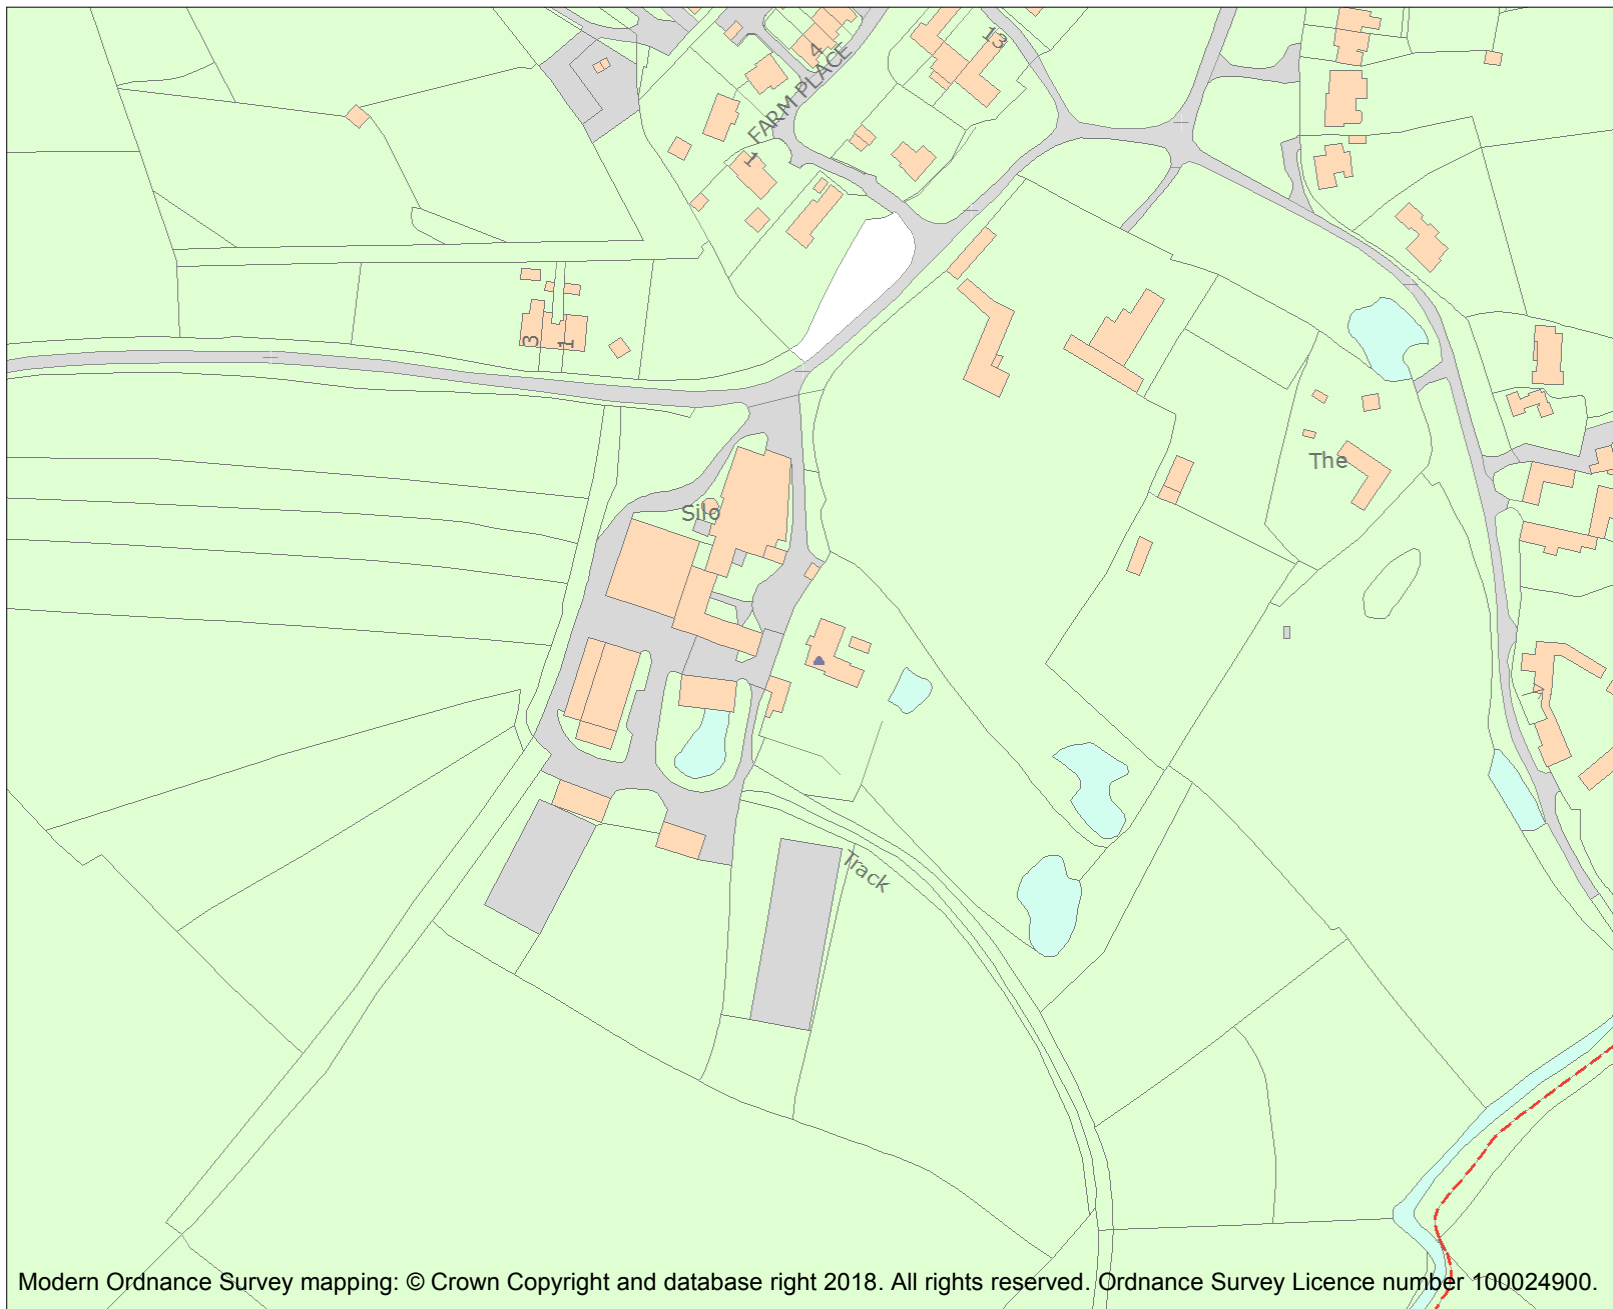 13
4
FARM PLACE
1
3
1
The
Silo
Track
Modern Ordnance Survey mapping: © Crown Copyright and database right 2018. All rights reserved. Ordnance Survey Licence number 100024900.